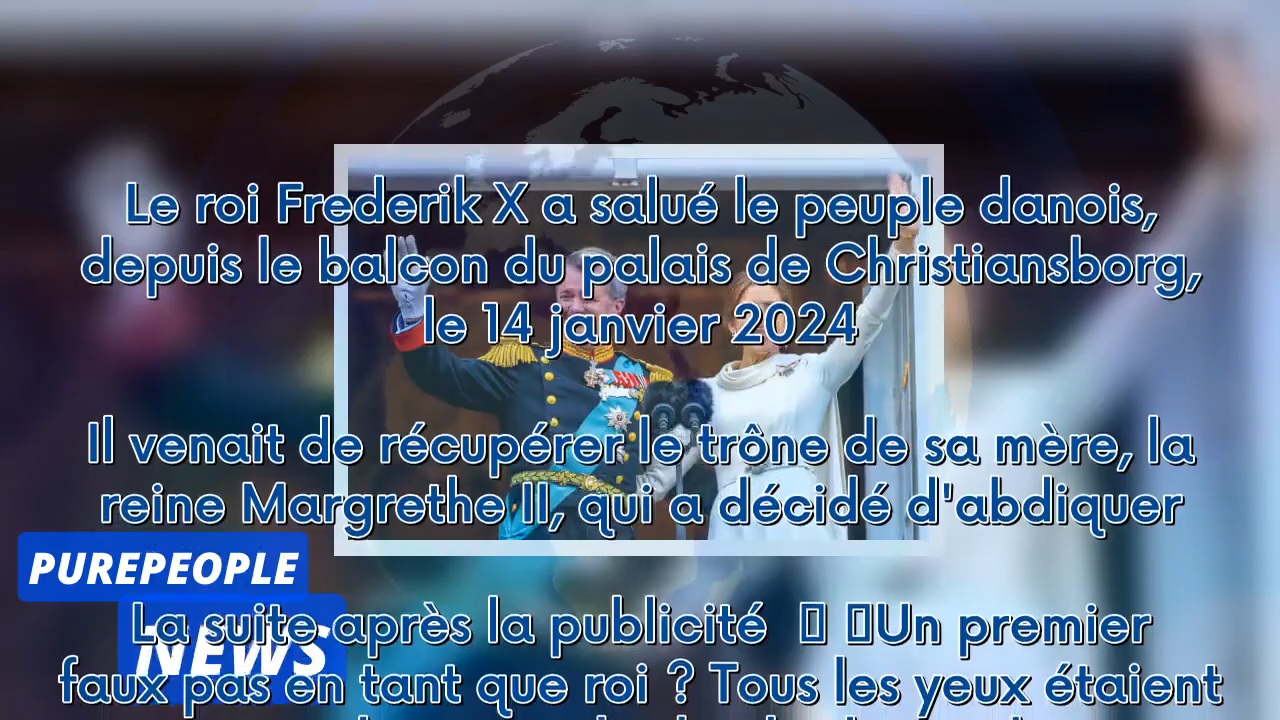 Le roi Frederik X a salué le peuple danois,
depuis le balcon du palais de Christiansborg,
le 14 janvier 2024
Il venait de récupérer le trône de sa mère, la
reine Margrethe II, qui a décidé d'abdiquer
PUREPEOPLE
La suite après la publicité Un premier
NEWS
faux pas en tant que roi ? Tous les yeux étaient